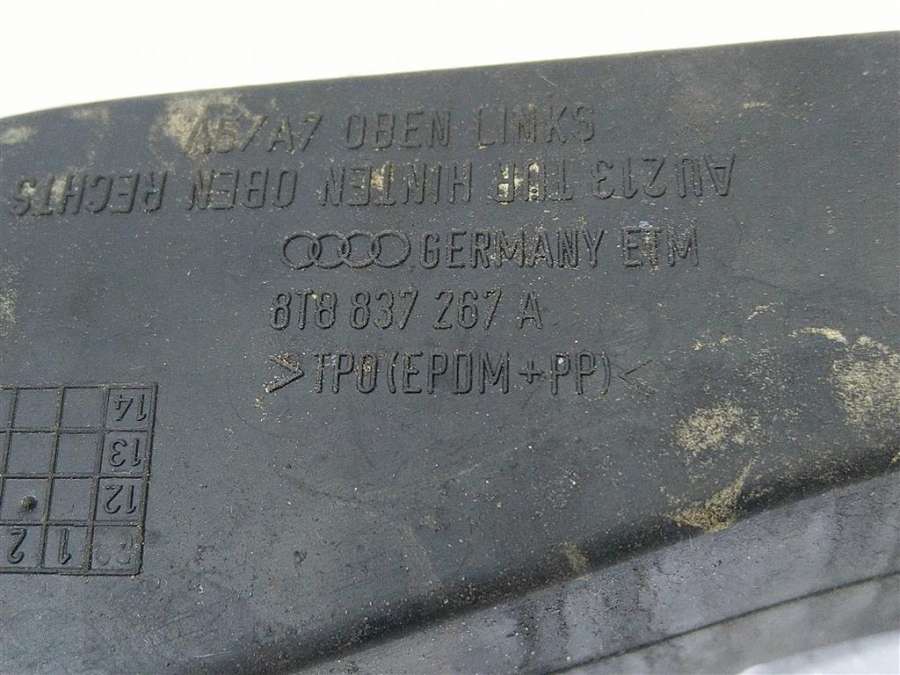 A5/A7 OBEN LINKS
AU213 TUR HINTEN OBEN RECHTS
GERMANY ETM
8T8 837 267 A
>TPO(EPDM+PP)<
14
13
12
1 2